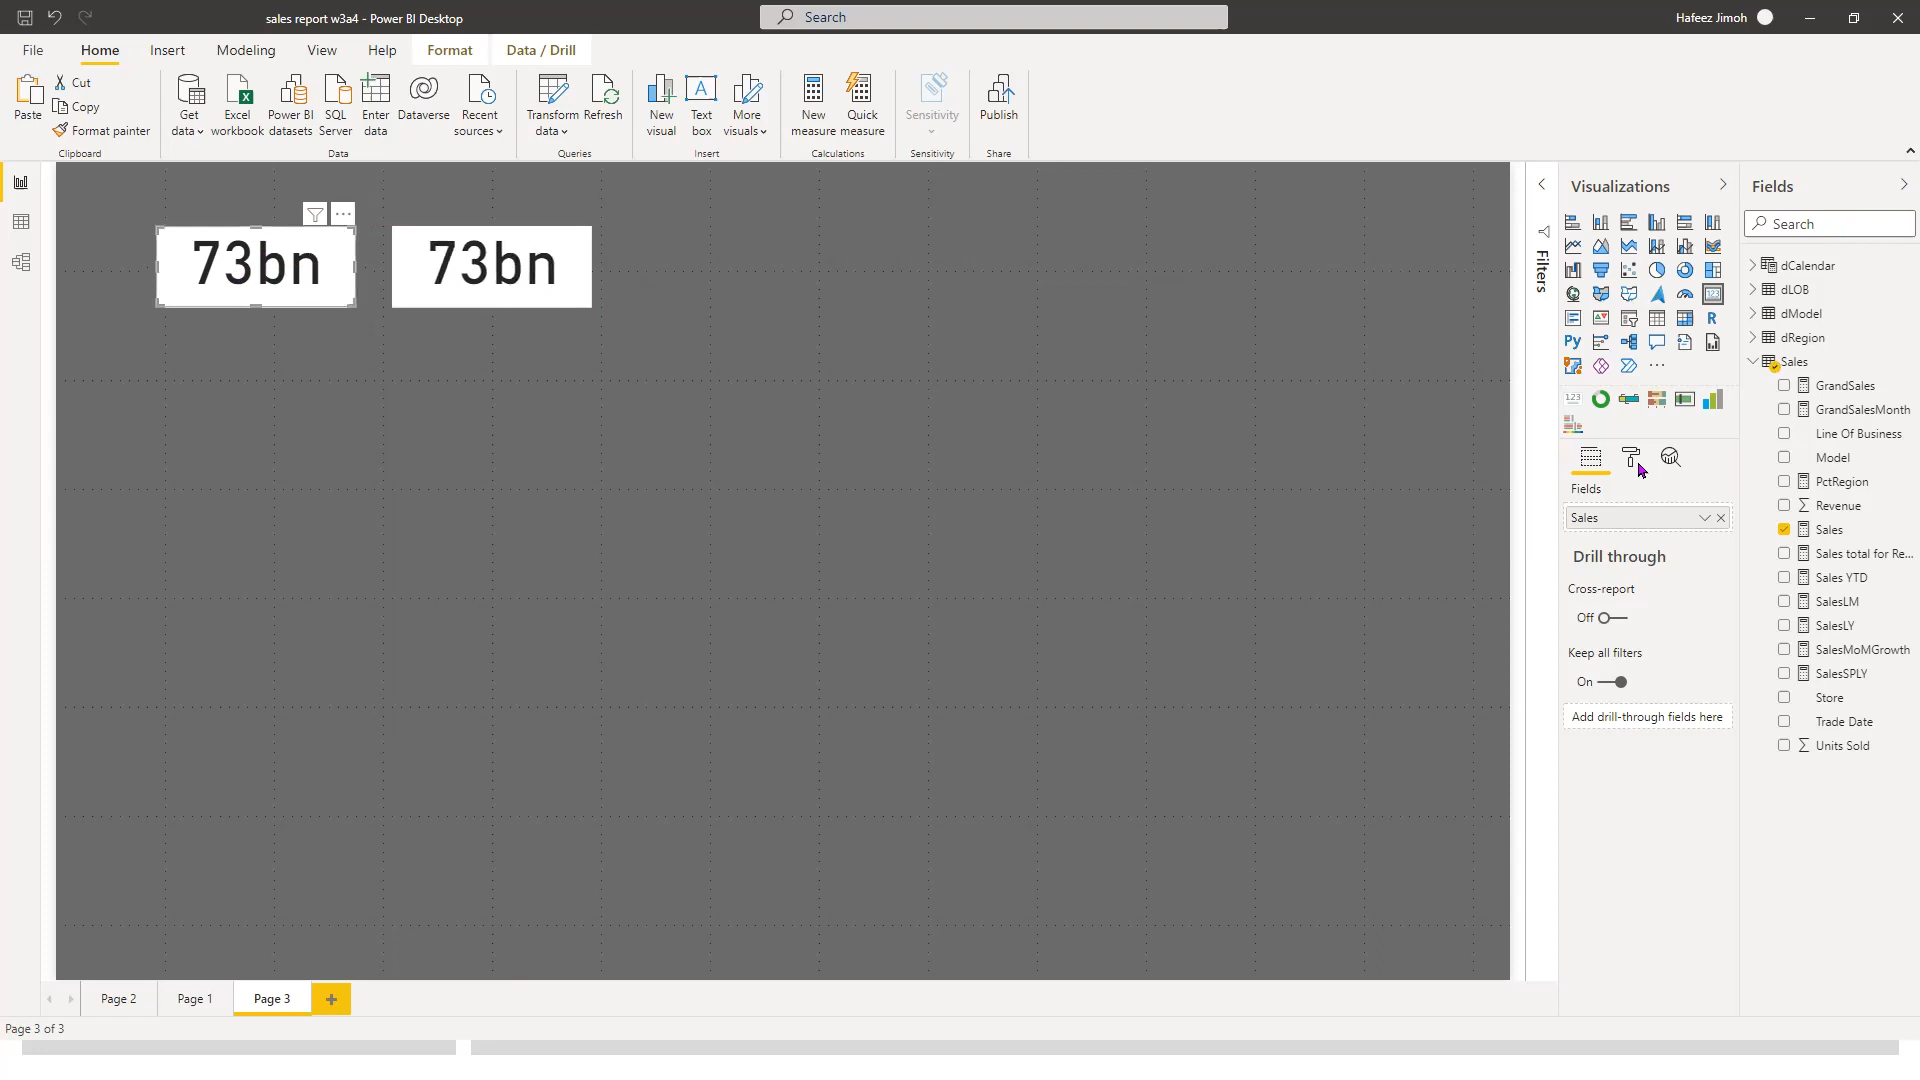 sales report w3a4 - Power BI Desktop
Search
Hafeez Jimoh
File
Home
Insert
Modeling
View
Help
Format
Data / Drill
Paste
Cut
Copy
Format painter
Clipboard
Get data
Excel workbook
Power BI datasets
SQL Server
Enter data
Dataverse
Recent sources
Data
Transform data
Refresh
Queries
New visual
Text box
More visuals
Insert
New measure
Quick measure
Calculations
Sensitivity
Sensitivity
Publish
Share
73bn
73bn
Filters
Visualizations
R
Py
123
Fields
Sales
Drill through
Cross-report
Off
Keep all filters
On
Add drill-through fields here
Fields
Search
dCalendar
dLOB
dModel
dRegion
Sales
GrandSales
GrandSalesMonth
Line Of Business
Model
PctRegion
Revenue
Sales
Sales total for Re...
Sales YTD
SalesLM
SalesLY
SalesMoMGrowth
SalesSPLY
Store
Trade Date
Units Sold
Page 2
Page 1
Page 3
Page 3 of 3